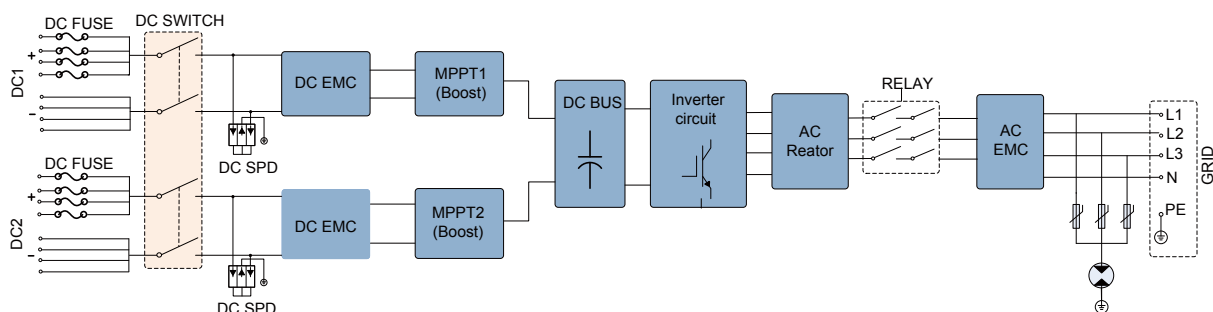 DC FUSE
DC SWITCH
DC1
+
−
DC SPD
DC EMC
MPPT1
(Boost)
DC FUSE
DC2
+
−
DC SPD
DC EMC
MPPT2
(Boost)
DC BUS
Inverter
circuit
AC
Reator
RELAY
AC
EMC
L1
L2
L3
N
PE
GRID